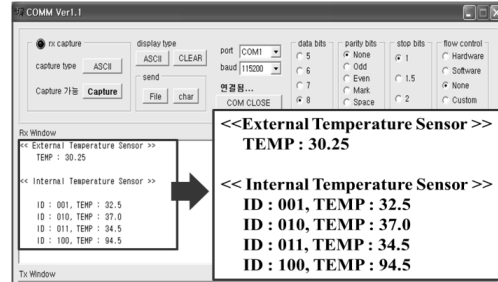 COMM Ver1.1
rx capture
capture type ASCII
Capture 가능 Capture
display type
ASCII CLEAR
send
File char
port COM1
baud 115200
연결됨...
COM CLOSE
data bits
5
6
7
8
parity bits
None
Odd
Even
Mark
Space
stop bits
1
1.5
2
flow control
Hardware
Software
None
Custom
Rx Window
<< External Temperature Sensor >>
TEMP : 30.25
<< Internal Temperature Sensor >>
ID : 001, TEMP : 32.5
ID : 010, TEMP : 37.0
ID : 011, TEMP : 34.5
ID : 100, TEMP : 94.5
<<External Temperature Sensor >>
TEMP : 30.25
<< Internal Temperature Sensor >>
ID : 001, TEMP : 32.5
ID : 010, TEMP : 37.0
ID : 011, TEMP : 34.5
ID : 100, TEMP : 94.5
Tx Window